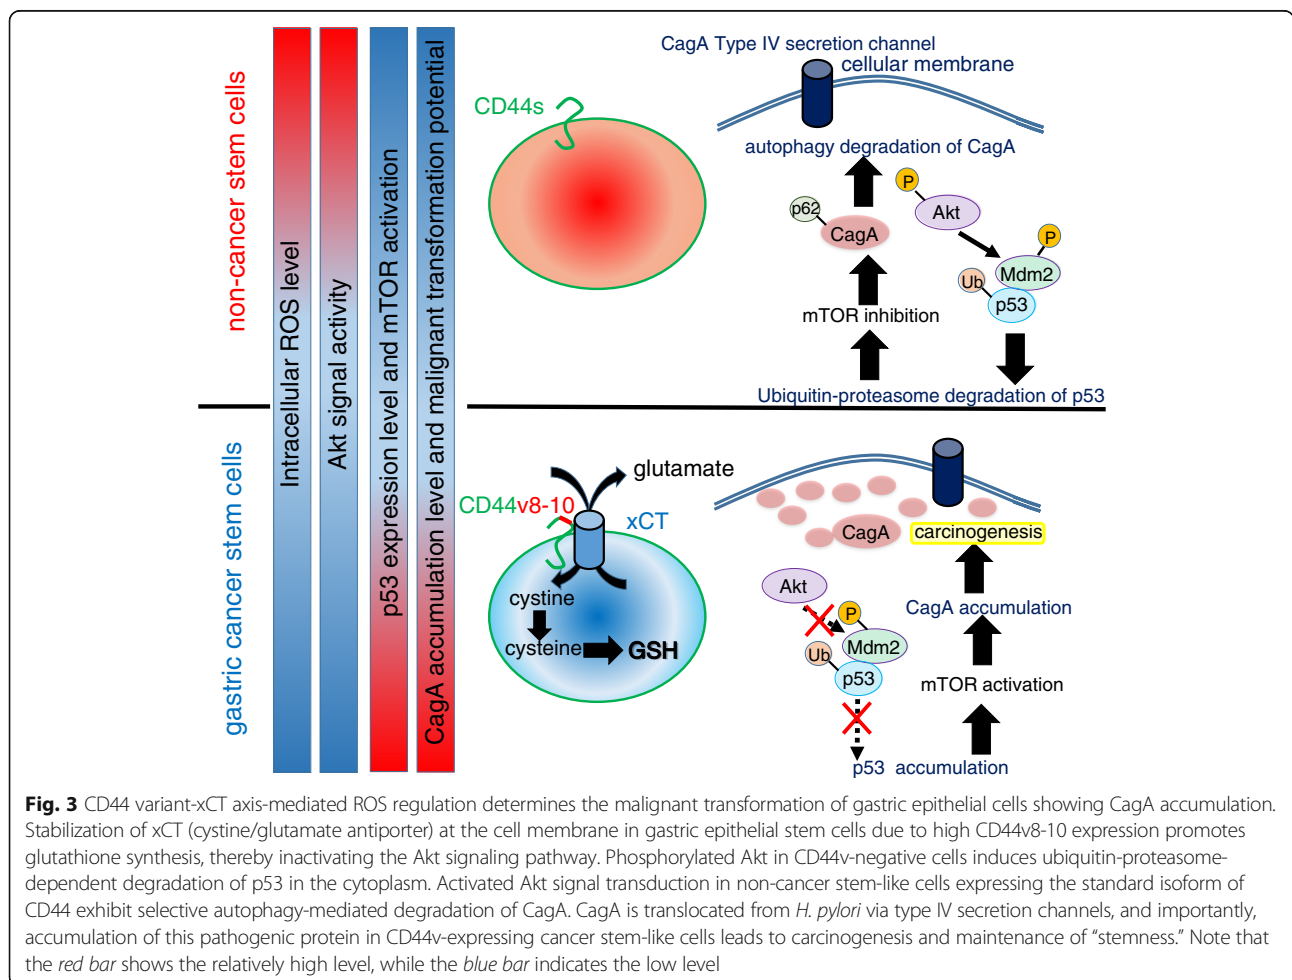 non-cancer stem cells
gastric cancer stem cells
Intracellular ROS level
Akt signal activity
p53 expression level and mTOR activation
CagA accumulation level and malignant transformation potential
CD44s
CagA Type IV secretion channel
cellular membrane
autophagy degradation of CagA
P
p62
Akt
CagA
P
Mdm2
Ub
p53
mTOR inhibition
Ubiquitin-proteasome degradation of p53
glutamate
CD44v8-10
xCT
cystine
cysteine
GSH
CagA
carcinogenesis
Akt
P
CagA accumulation
Mdm2
Ub
p53
mTOR activation
p53 accumulation
Fig. 3 CD44 variant-xCT axis-mediated ROS regulation determines the malignant transformation of gastric epithelial cells showing CagA accumulation.
Stabilization of xCT (cystine/glutamate antiporter) at the cell membrane in gastric epithelial stem cells due to high CD44v8-10 expression promotes
glutathione synthesis, thereby inactivating the Akt signaling pathway. Phosphorylated Akt in CD44v-negative cells induces ubiquitin-proteasome-
dependent degradation of p53 in the cytoplasm. Activated Akt signal transduction in non-cancer stem-like cells expressing the standard isoform of
CD44 exhibit selective autophagy-mediated degradation of CagA. CagA is translocated from H. pylori via type IV secretion channels, and importantly,
accumulation of this pathogenic protein in CD44v-expressing cancer stem-like cells leads to carcinogenesis and maintenance of “stemness.” Note that
the red bar shows the relatively high level, while the blue bar indicates the low level